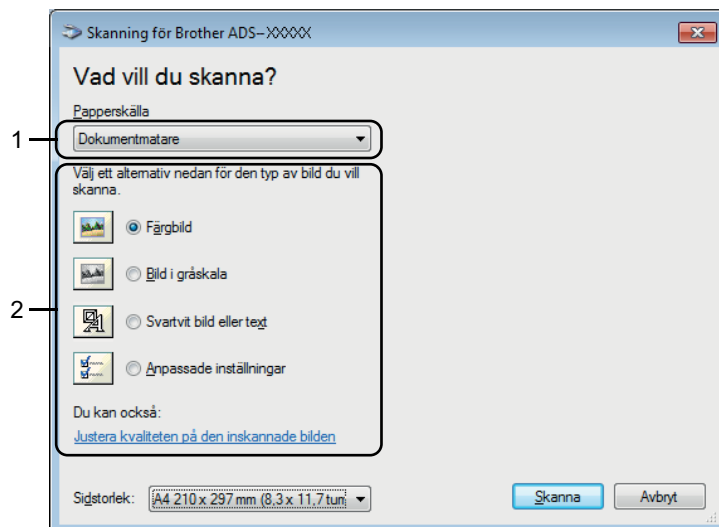 Skanning för Brother ADS-XXXXX
Vad vill du skanna?
Papperskälla
1
Dokumentmatare
Välj ett alternativ nedan för den typ av bild du vill
skanna.
Färgbild
Bild i gråskala
2
Svartvit bild eller text
Anpassade inställningar
Du kan också:
Justera kvaliteten på den inskannade bilden
Sidstorlek: A4 210 x 297 mm (8,3 x 11,7 tum Skanna Avbryt